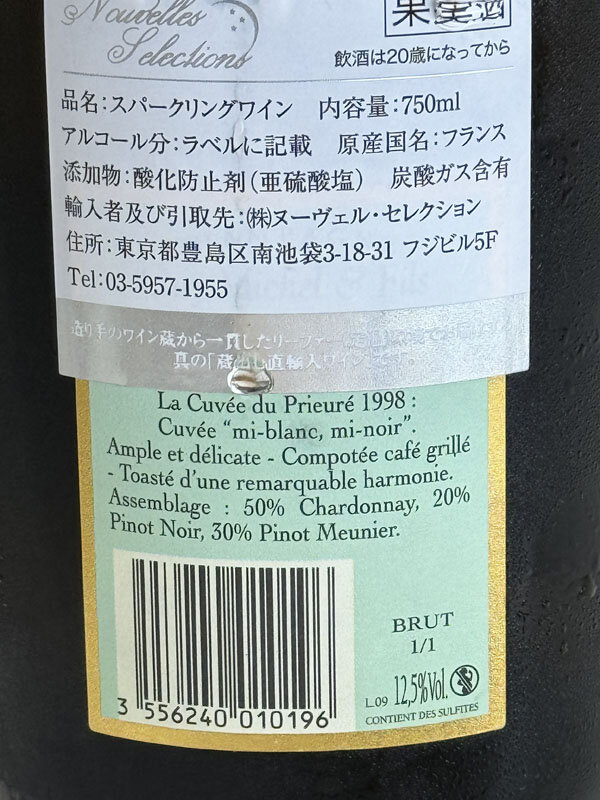 Nouvelles
Selections
果実酒
飲酒は20歳になってから
品名:スパークリングワイン 内容量:750ml
アルコール分:ラベルに記載 原産国名:フランス
添加物:酸化防止剤(亜硫酸塩) 炭酸ガス含有
輸入者及び引取先:㈱ヌーヴェル・セレクション
住所:東京都豊島区南池袋3-18-31 フジビル5F
Tel:03-5957-1955
造り手のワイン蔵から一貫したリーファー
真の「蔵出し直輸入ワイン」です。
La Cuvée du Prieuré 1998 :
Cuvée “mi-blanc, mi-noir”.
Ample et délicate - Compotée café grillé
- Toasté d’une remarquable harmonie.
Assemblage : 50% Chardonnay, 20%
Pinot Noir, 30% Pinot Meunier.
BRUT
1/1
L.09 12,5%Vol.
CONTIENT DES SULFITES
3 556240 010196